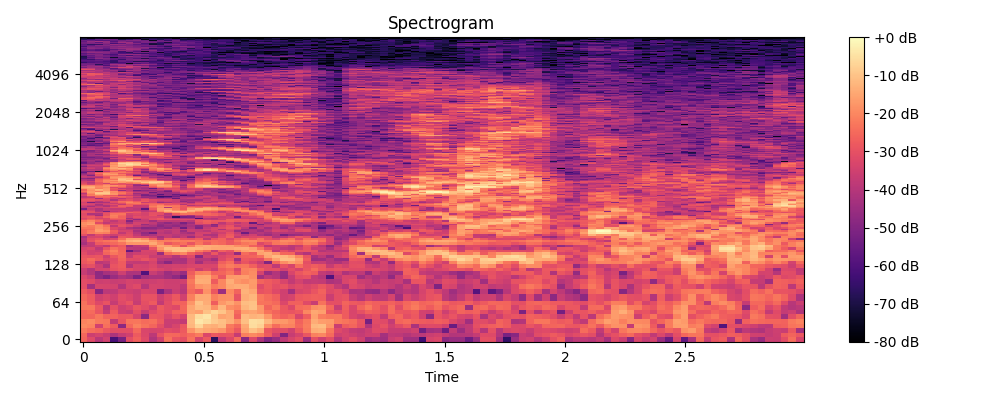 Spectrogram
Hz
4096
2048
1024
512
256
128
64
0
0
0.5
1
1.5
2
2.5
Time
+0 dB
-10 dB
-20 dB
-30 dB
-40 dB
-50 dB
-60 dB
-70 dB
-80 dB